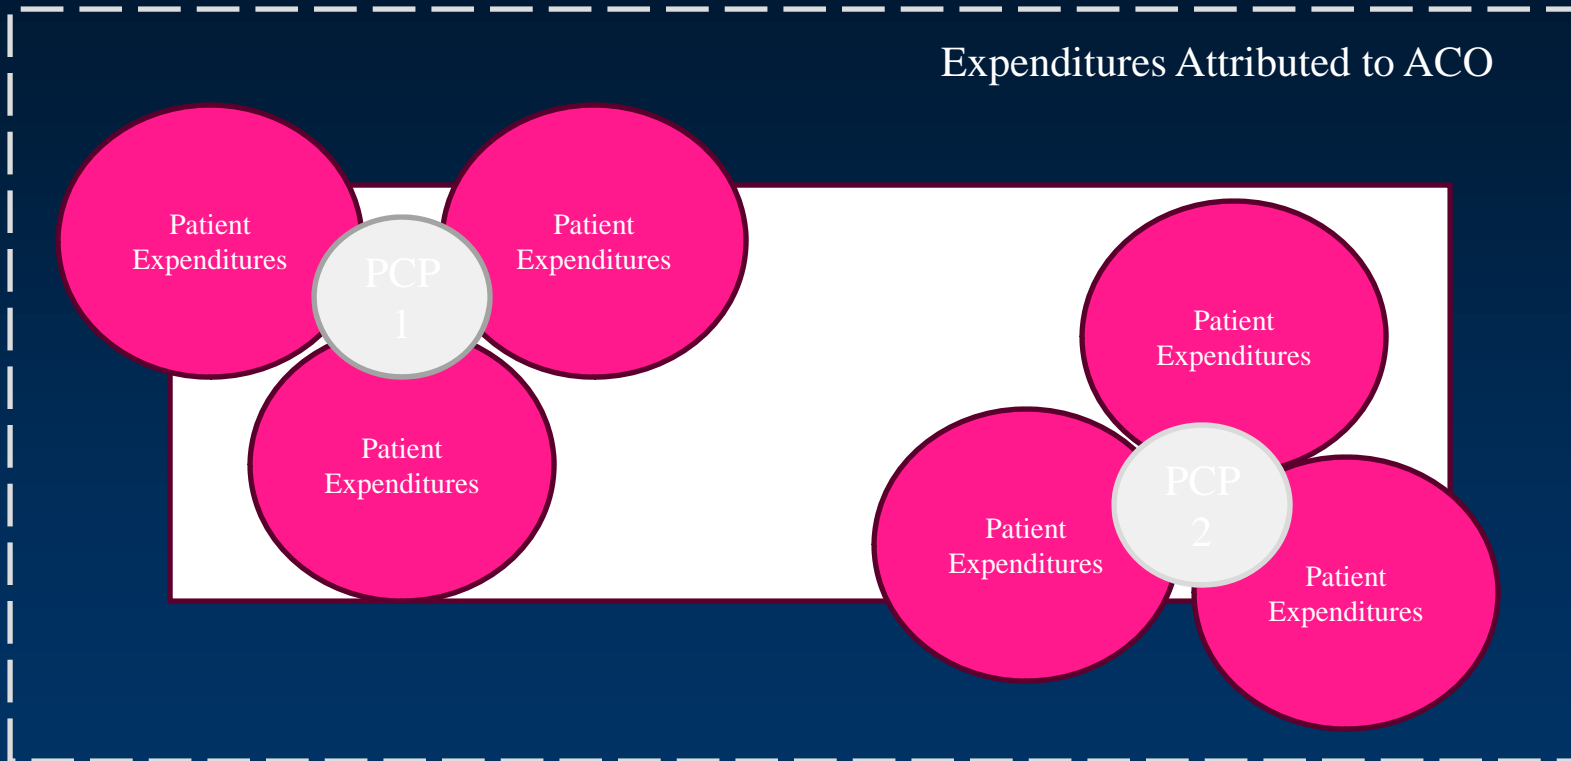 Expenditures Attributed to ACO
Patient
Expenditures
Patient
Expenditures
PCP
1
Patient
Expenditures
Patient
Expenditures
PCP
2
Patient
Expenditures
Patient
Expenditures